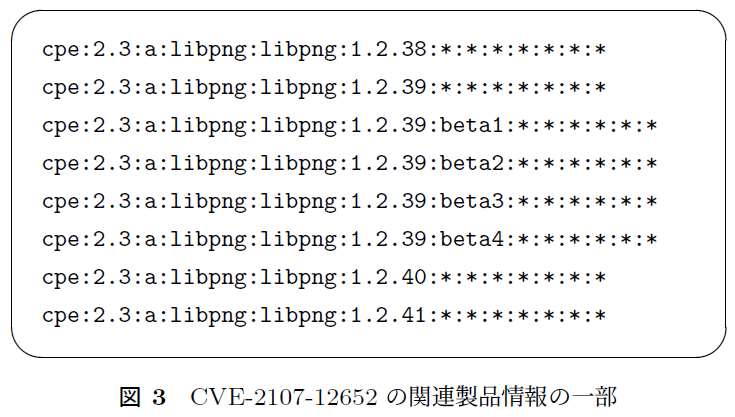 cpe:2.3:a:libpng:libpng:1.2.38:*:*:*:*:*:*:*
cpe:2.3:a:libpng:libpng:1.2.39:*:*:*:*:*:*:*
cpe:2.3:a:libpng:libpng:1.2.39:beta1:*:*:*:*:*:*
cpe:2.3:a:libpng:libpng:1.2.39:beta2:*:*:*:*:*:*
cpe:2.3:a:libpng:libpng:1.2.39:beta3:*:*:*:*:*:*
cpe:2.3:a:libpng:libpng:1.2.39:beta4:*:*:*:*:*:*
cpe:2.3:a:libpng:libpng:1.2.40:*:*:*:*:*:*:*
cpe:2.3:a:libpng:libpng:1.2.41:*:*:*:*:*:*:*
図 3 CVE-2107-12652 の関連製品情報の一部